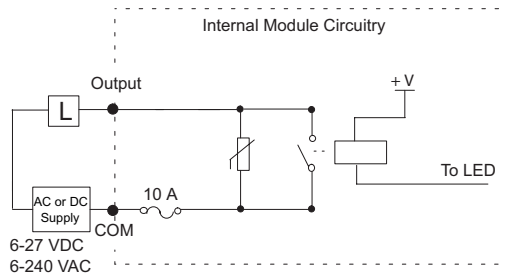 Internal Module Circuitry
Output
+ V
L
To LED
10 A
AC or DC
Supply
COM
6-27 VDC
6-240 VAC